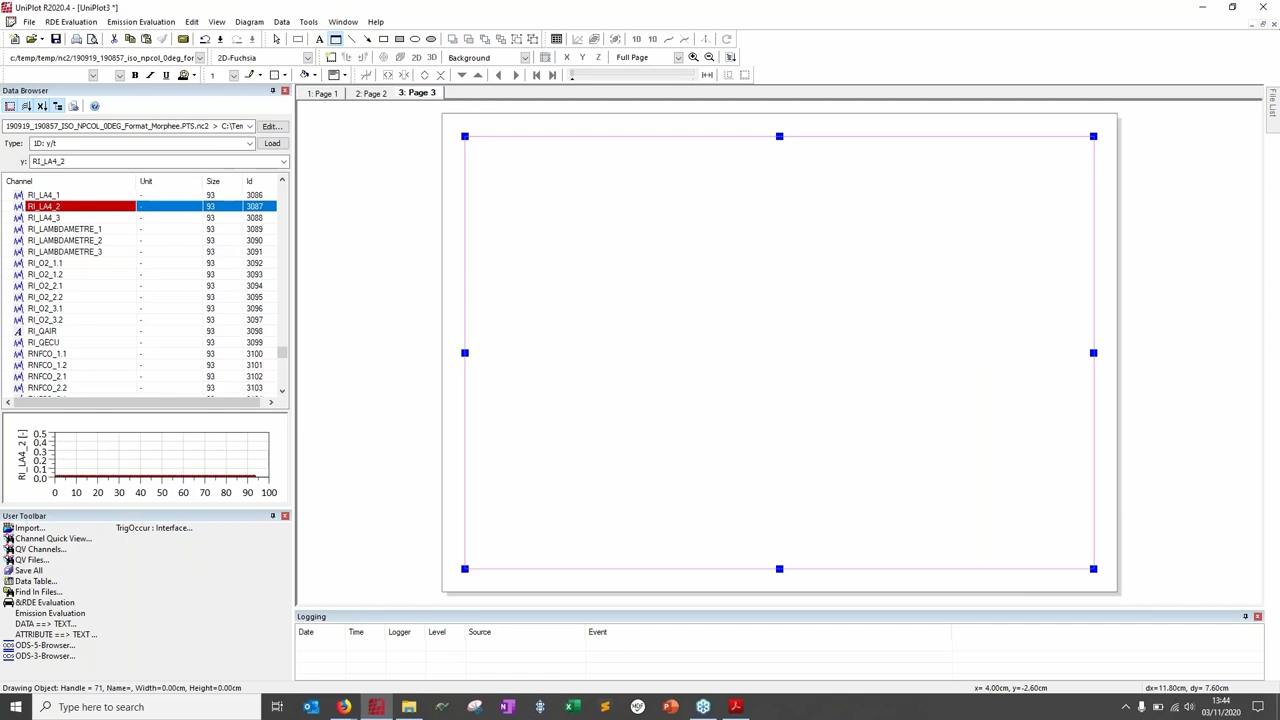 UniPlot R2020.4 - [UniPlot3 *]
File RDE Evaluation Emission Evaluation Edit View Diagram Data Tools Window Help
c:/temp/temp/nc2/190919_190857_iso_npcol_0deg_for 2D-Fuchsia Background Full Page
B I U 1
Data Browser
1: Page 1 2: Page 2 3: Page 3
File List
190919_190857_ISO_NPCOL_0DEG_Format_Morphee.PTS.nc2 > C:\Tem Edit...
Type: 1D: y/t Load
y: RI_LA4_2
Channel Unit Size Id
RI_LA4_1 - 93 3086
RI_LA4_2 - 93 3087
RI_LA4_3 - 93 3088
RI_LAMBDAMETRE_1 - 93 3089
RI_LAMBDAMETRE_2 - 93 3090
RI_LAMBDAMETRE_3 - 93 3091
RI_O2_1.1 - 93 3092
RI_O2_1.2 - 93 3093
RI_O2_2.1 - 93 3094
RI_O2_2.2 - 93 3095
RI_O2_3.1 - 93 3096
RI_O2_3.2 - 93 3097
RI_QAIR - 93 3098
RI_QECU - 93 3099
RNFCO_1.1 - 93 3100
RNFCO_1.2 - 93 3101
RNFCO_2.1 - 93 3102
RNFCO_2.2 - 93 3103
RI_LA4_2 [-]
0.5
0.4
0.3
0.2
0.1
0.0
0 10 20 30 40 50 60 70 80 90 100
User Toolbar
Import... TrigOccur : Interface...
Channel Quick View...
QV Channels...
QV Files...
Save All
Data Table...
Find In Files...
&RDE Evaluation
Emission Evaluation
DATA ==> TEXT...
ATTRIBUTE ==> TEXT ...
ODS-5-Browser...
ODS-3-Browser...
Logging
Date Time Logger Level Source Event
Drawing Object: Handle = 71, Name=, Width=0.00cm, Height=0.00cm x= 4.00cm, y=-2.60cm dx=11.80cm, dy= 7.60cm
Type here to search
13:44
03/11/2020